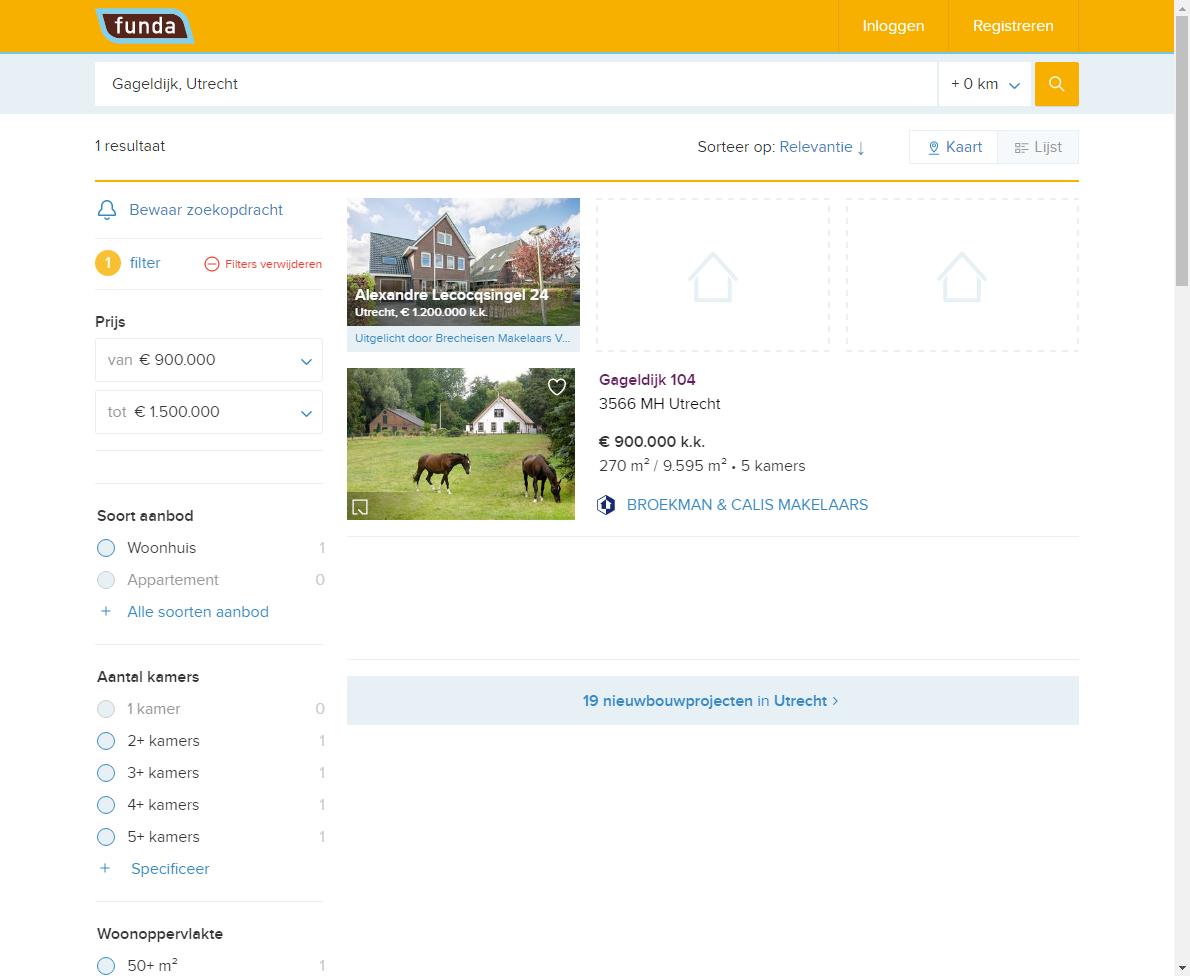 funda
Inloggen
Registreren
Gageldijk, Utrecht
+ 0 km
1 resultaat
Sorteer op: Relevantie ↓
Kaart
Lijst
Bewaar zoekopdracht
1 filter
Filters verwijderen
Prijs
van € 900.000
tot € 1.500.000
Soort aanbod
Woonhuis 1
Appartement 0
+ Alle soorten aanbod
Aantal kamers
1 kamer 0
2+ kamers 1
3+ kamers 1
4+ kamers 1
5+ kamers 1
+ Specificeer
Woonoppervlakte
50+ m² 1
Alexandre Lecocqsingel 24
Utrecht, € 1.200.000 k.k.
Uitgelicht door Brecheisen Makelaars V...
Gageldijk 104
3566 MH Utrecht
€ 900.000 k.k.
270 m² / 9.595 m² • 5 kamers
BROEKMAN & CALIS MAKELAARS
19 nieuwbouwprojecten in Utrecht >